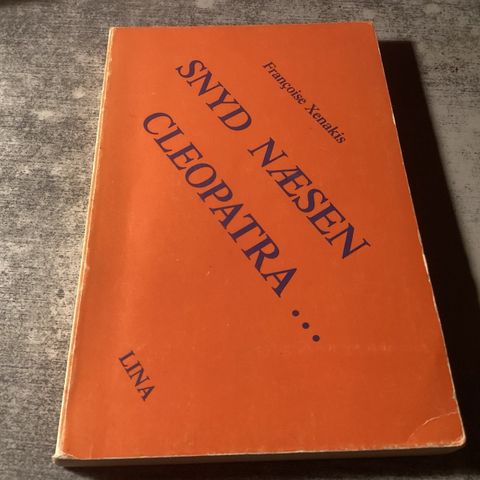 Françoise Xenakis
SNYD NÆSEN
CLEOPATRA...
LINA